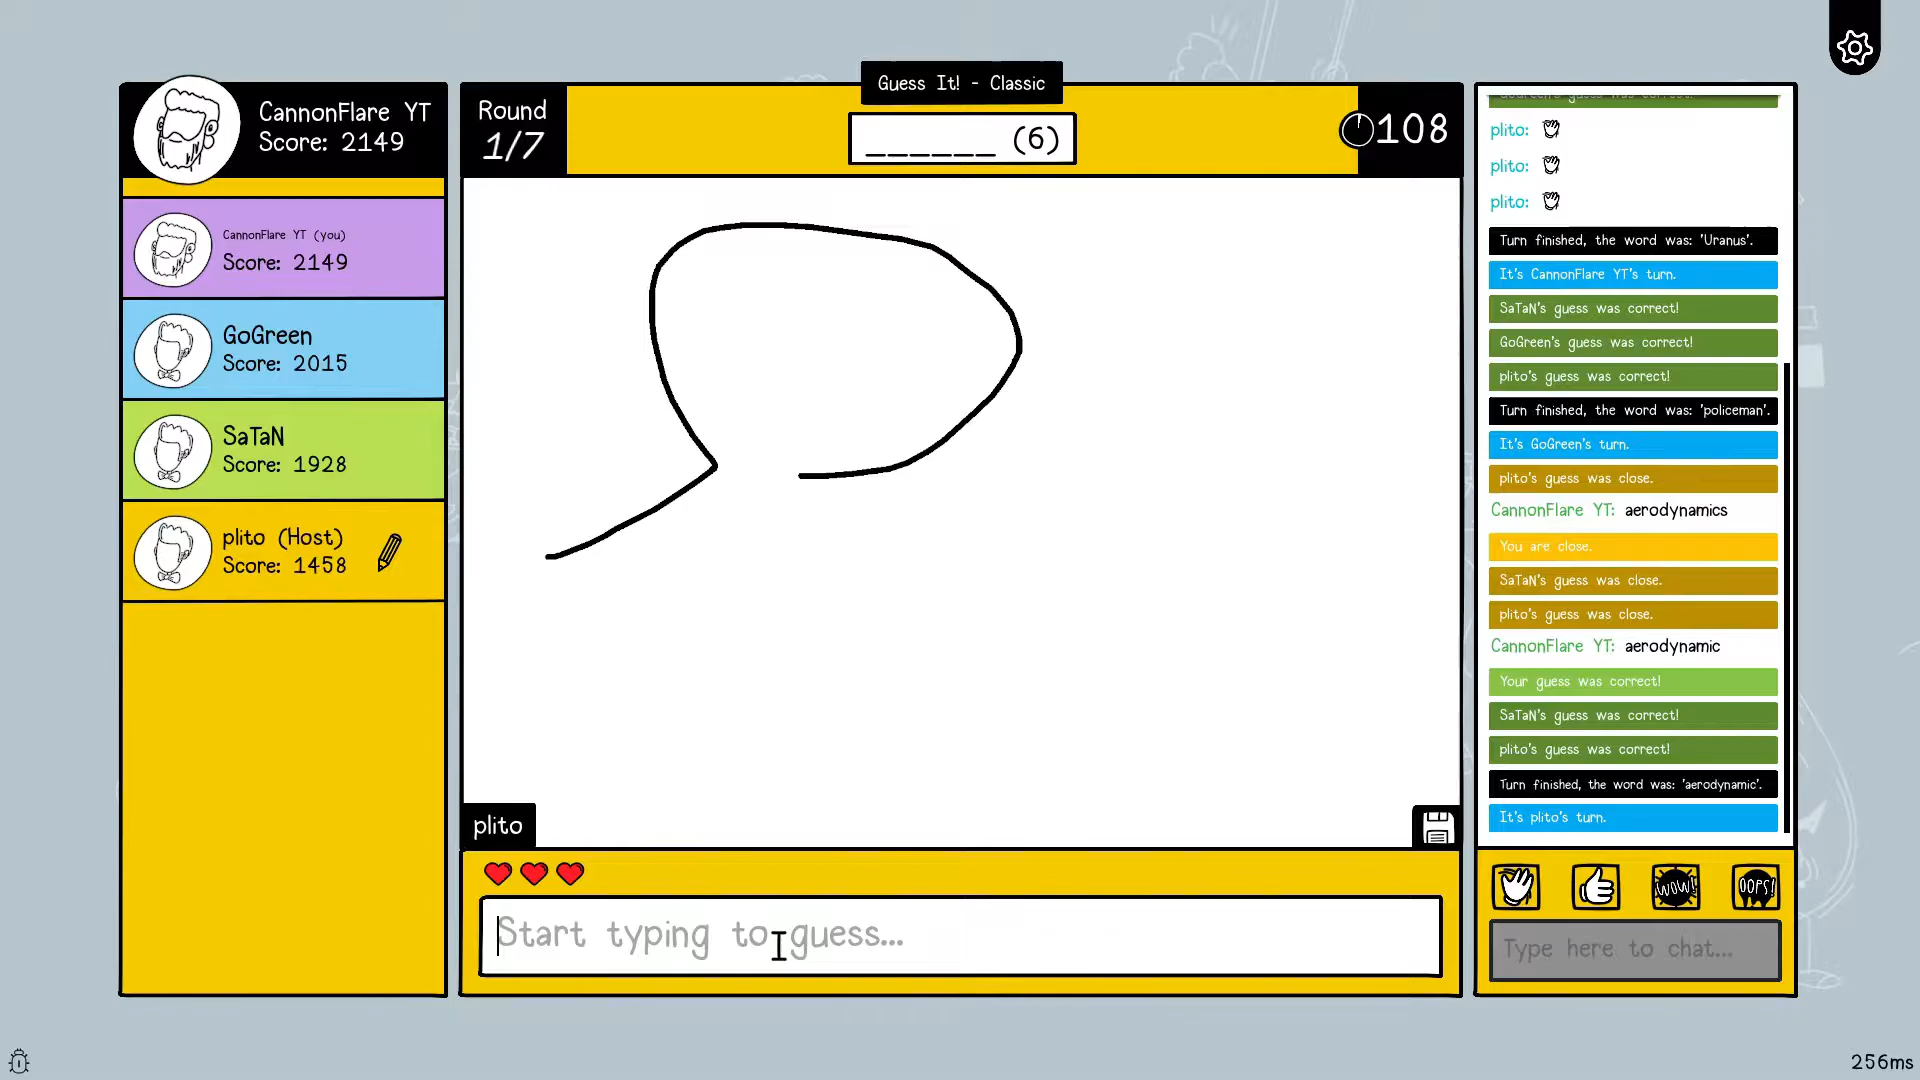 CannonFlare YT
Score: 2149
CannonFlare YT (you)
Score: 2149
GoGreen
Score: 2015
SaTaN
Score: 1928
plito (Host)
Score: 1458
Guess It! - Classic
Round
1/7
______ (6)
108
plito
Start typing to guess...
plito:
plito:
plito:
Turn finished, the word was: 'Uranus'.
It's CannonFlare YT's turn.
SaTaN's guess was correct!
GoGreen's guess was correct!
plito's guess was correct!
Turn finished, the word was: 'policeman'.
It's GoGreen's turn.
plito's guess was close.
CannonFlare YT: aerodynamics
You are close.
SaTaN's guess was close.
plito's guess was close.
CannonFlare YT: aerodynamic
Your guess was correct!
SaTaN's guess was correct!
plito's guess was correct!
Turn finished, the word was: 'aerodynamic'.
It's plito's turn.
WOW!
OOPS!
Type here to chat...
256ms